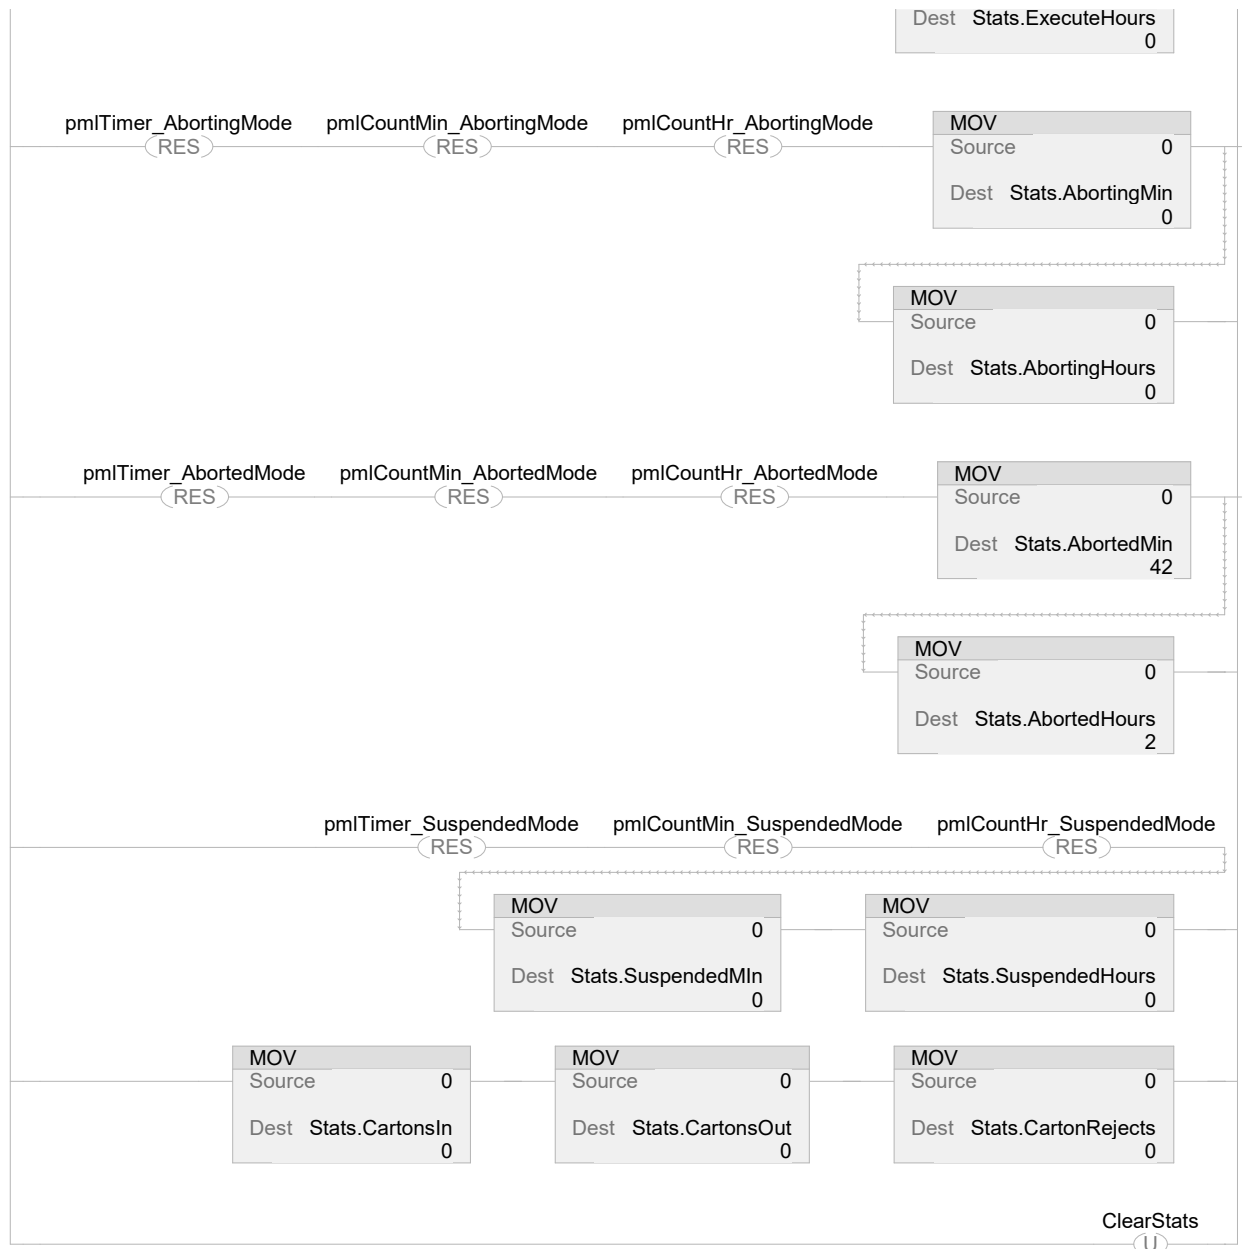 Dest Stats.ExecuteHours
0
pmlTimer_AbortingMode pmlCountMin_AbortingMode pmlCountHr_AbortingMode MOV
RES RES RES Source 0
Dest Stats.AbortingMin
0
MOV
Source 0
Dest Stats.AbortingHours
0
pmlTimer_AbortedMode pmlCountMin_AbortedMode pmlCountHr_AbortedMode MOV
RES RES RES Source 0
Dest Stats.AbortedMin
42
MOV
Source 0
Dest Stats.AbortedHours
2
pmlTimer_SuspendedMode pmlCountMin_SuspendedMode pmlCountHr_SuspendedMode
RES RES RES
MOV MOV
Source 0 Source 0
Dest Stats.SuspendedMIn Dest Stats.SuspendedHours
0 0
MOV MOV MOV
Source 0 Source 0 Source 0
Dest Stats.CartonsIn Dest Stats.CartonsOut Dest Stats.CartonRejects
0 0 0
ClearStats
U